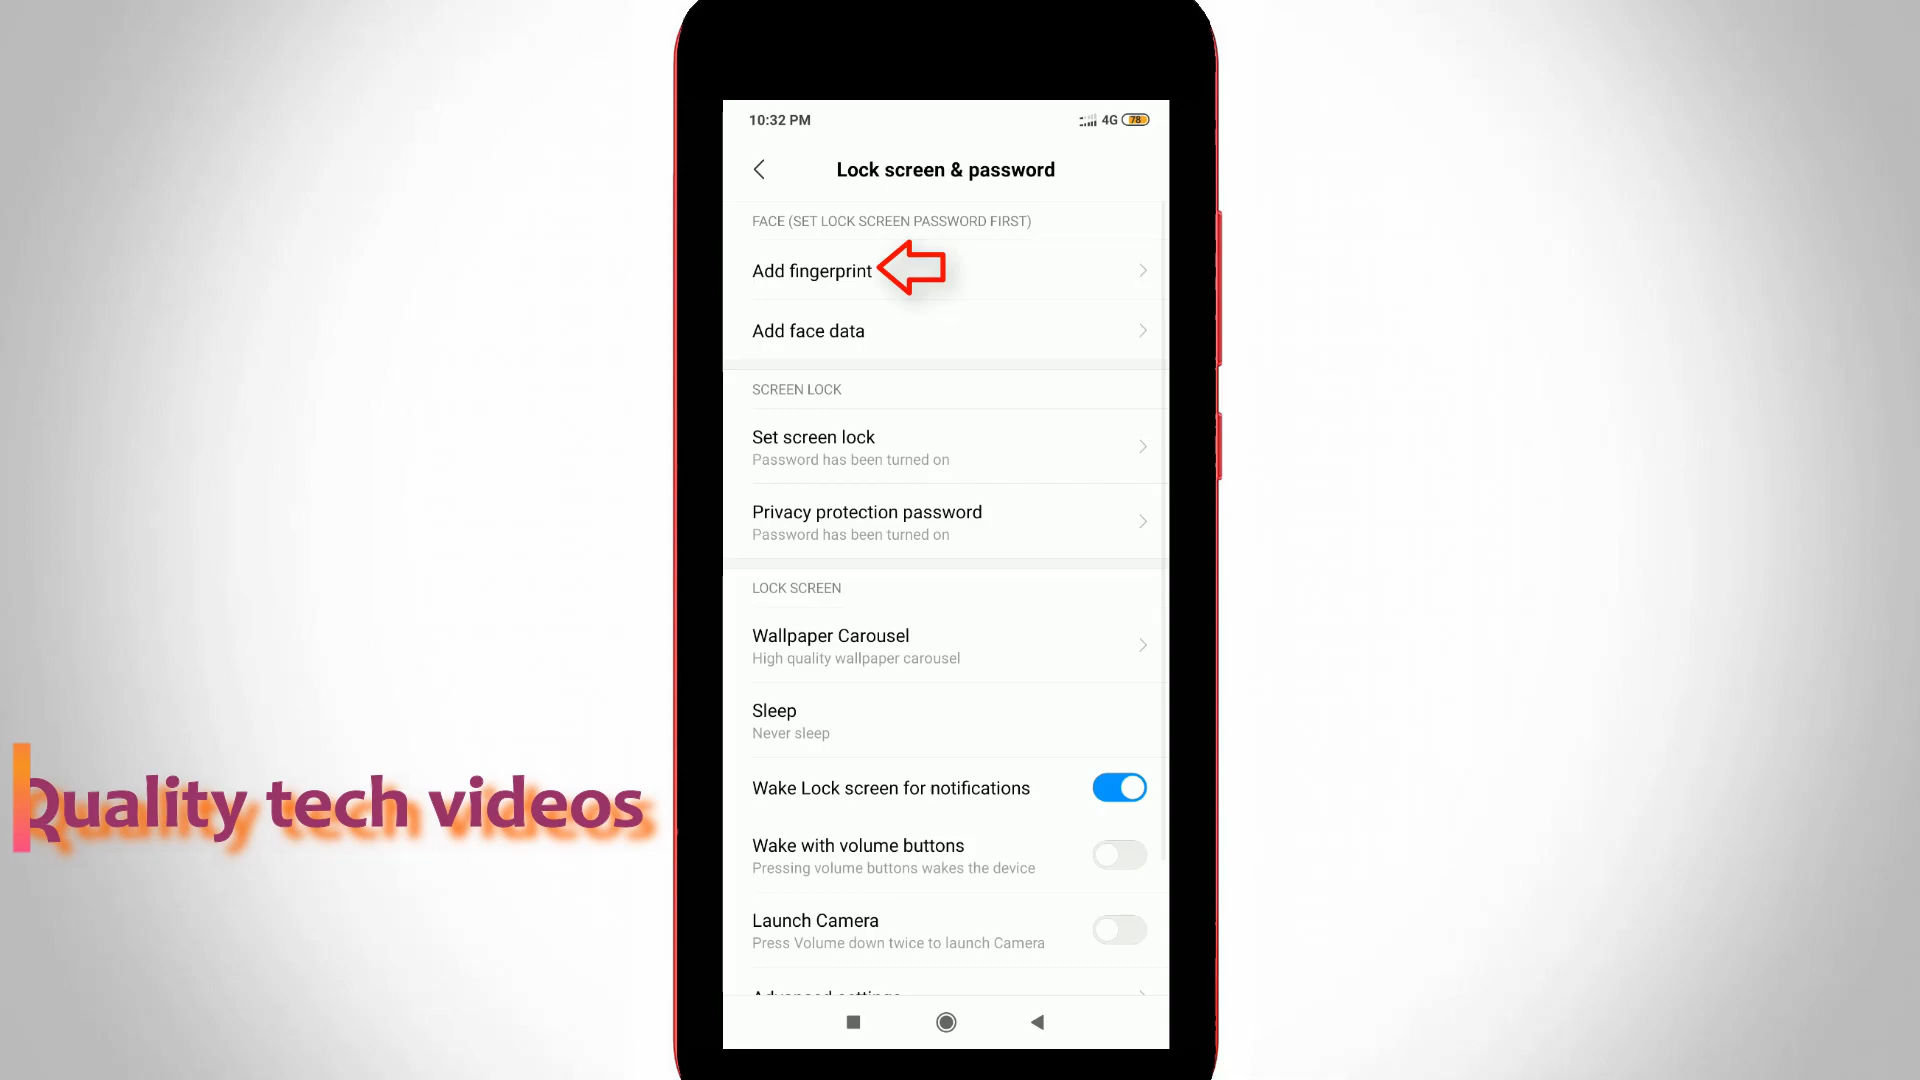 10:32 PM
4G 78
Lock screen & password
FACE (SET LOCK SCREEN PASSWORD FIRST)
Add fingerprint
Add face data
SCREEN LOCK
Set screen lock
Password has been turned on
Privacy protection password
Password has been turned on
LOCK SCREEN
Wallpaper Carousel
High quality wallpaper carousel
Sleep
Never sleep
Wake Lock screen for notifications
Wake with volume buttons
Pressing volume buttons wakes the device
Launch Camera
Press Volume down twice to launch Camera
Advanced settings
Quality tech videos